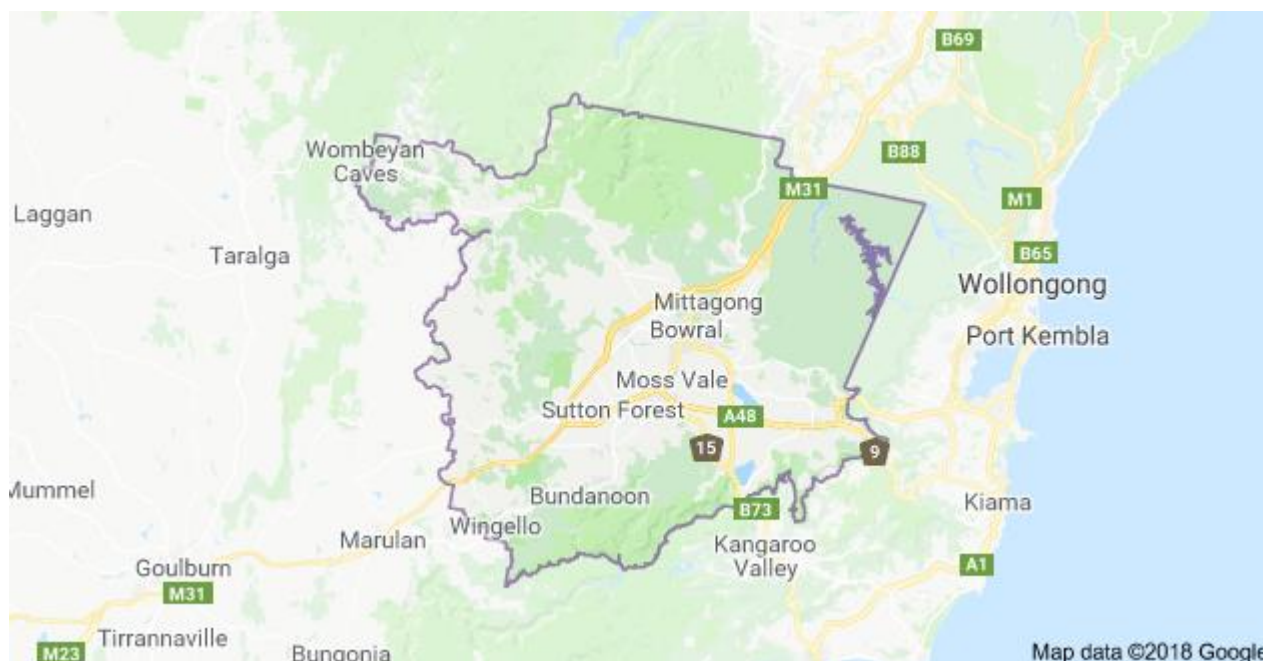 B69
B88
Wombeyan
Caves
M31
M1
Laggan
Taralga
B65
Wollongong
Mittagong
Bowral
Port Kembla
Moss Vale
Sutton Forest
A48
15
9
Mummel
Bundanoon
Kiama
B73
Wingello
Marulan
Kangaroo
Valley
Goulburn
A1
M31
Tirrannaville
M23
Bungonia
Map data ©2018 Google